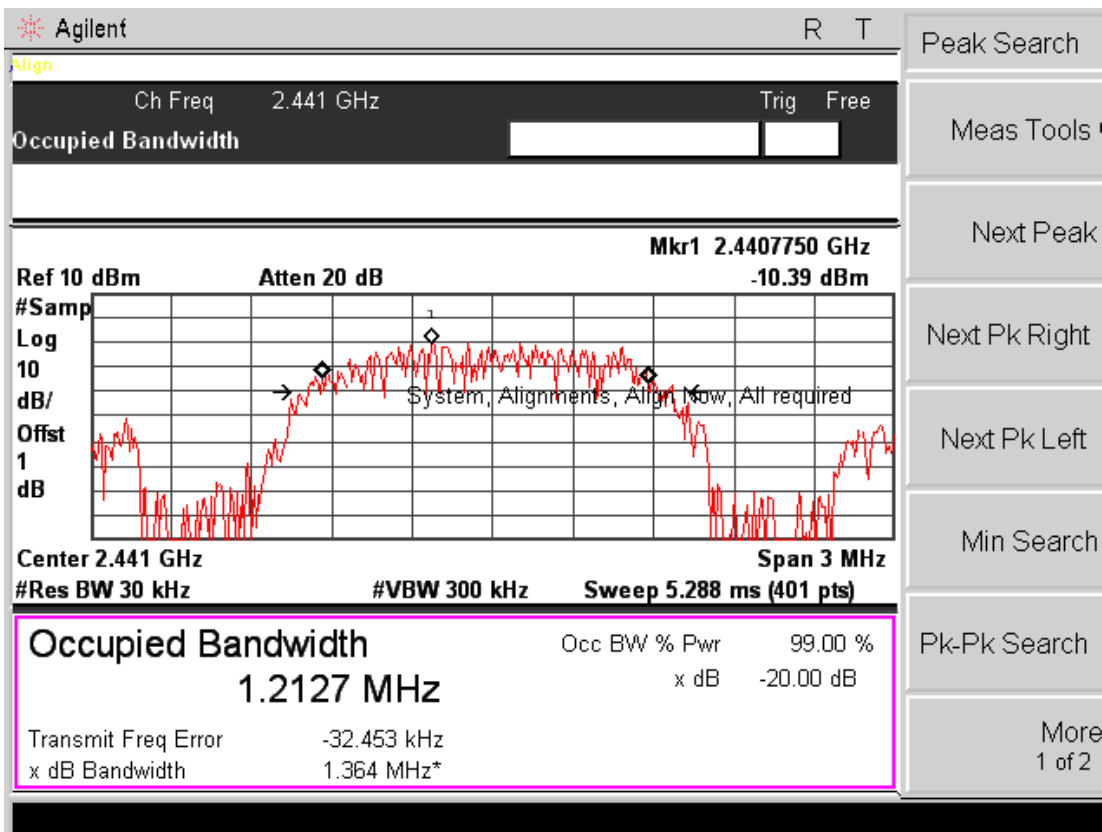 Agilent R T
Align
Ch Freq 2.441 GHz Trig Free
Occupied Bandwidth
Mkr1 2.4407750 GHz
Ref 10 dBm Atten 20 dB -10.39 dBm
#Samp
Log
10
dB/
Offst
1
dB
1
System, Alignments, Align Now, All required
Center 2.441 GHz Span 3 MHz
#Res BW 30 kHz #VBW 300 kHz Sweep 5.288 ms (401 pts)
Occupied Bandwidth
1.2127 MHz
Occ BW % Pwr 99.00 %
x dB -20.00 dB
Transmit Freq Error -32.453 kHz
x dB Bandwidth 1.364 MHz*
Peak Search
Meas Tools
Next Peak
Next Pk Right
Next Pk Left
Min Search
Pk-Pk Search
More
1 of 2